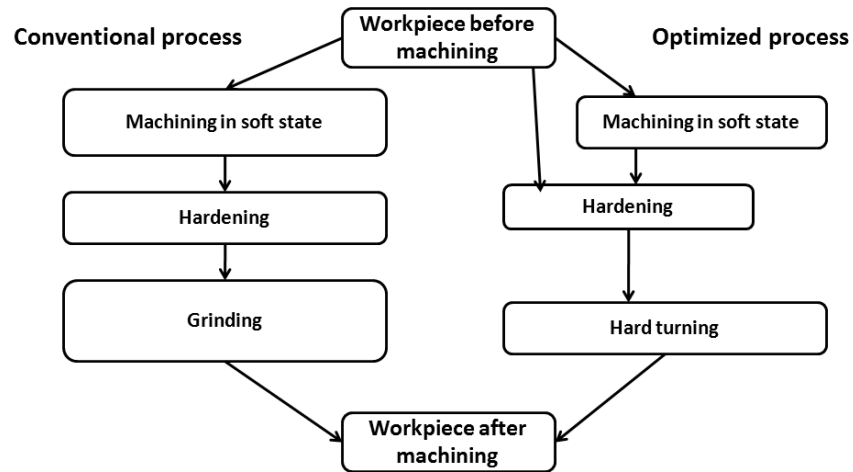 Conventional process
Workpiece before
machining
Optimized process
Machining in soft state
Machining in soft state
Hardening
Hardening
Grinding
Hard turning
Workpiece after
machining